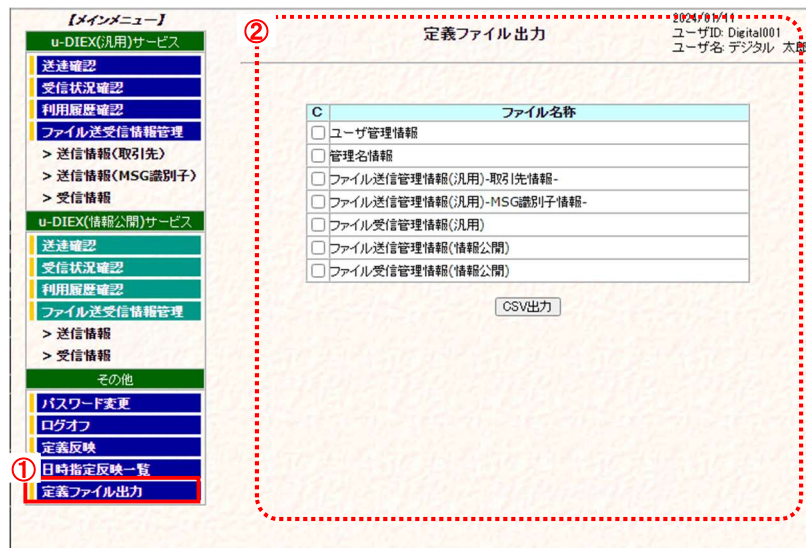 【メインメニュー】
u-DIEX(汎用)サービス
送達確認
受信状況確認
利用履歴確認
ファイル送受信情報管理
> 送信情報(取引先)
> 送信情報(MSG識別子)
> 受信情報
u-DIEX(情報公開)サービス
送達確認
受信状況確認
利用履歴確認
ファイル送受信情報管理
> 送信情報
> 受信情報
その他
パスワード変更
ログオフ
定義反映
① 日時指定反映一覧
定義ファイル出力
②
定義ファイル出力
2024/01/11
ユーザID: Digital001
ユーザ名: デジタル 太郎
C ファイル名称
ユーザ管理情報
管理名情報
ファイル送信管理情報(汎用)-取引先情報-
ファイル送信管理情報(汎用)-MSG識別子情報-
ファイル受信管理情報(汎用)
ファイル送信管理情報(情報公開)
ファイル受信管理情報(情報公開)
CSV出力